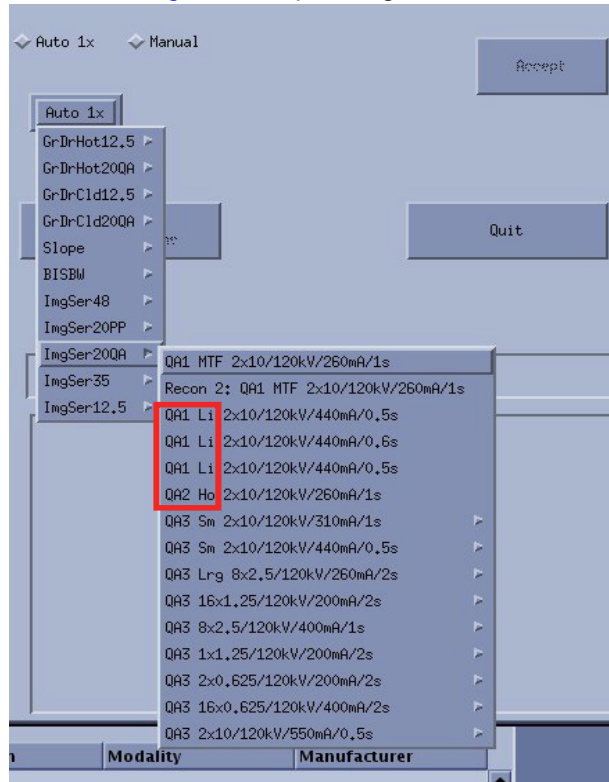 Auto 1x Manual
Accept
Auto 1x
GrDrHot12.5
GrDrHot20QA
GrDrCld12.5
GrDrCld20QA
Slope
BISBW
ImgSer48
ImgSer20PP
ImgSer20QA
ImgSer35
ImgSer12.5
Quit
QA1 MTF 2x10/120kV/260mA/1s
Recon 2: QA1 MTF 2x10/120kV/260mA/1s
QA1 Li 2x10/120kV/440mA/0.5s
QA1 Li 2x10/120kV/440mA/0.6s
QA1 Li 2x10/120kV/440mA/0.5s
QA2 Ho 2x10/120kV/260mA/1s
QA3 Sm 2x10/120kV/310mA/1s
QA3 Sm 2x10/120kV/440mA/0.5s
QA3 Lrg 8x2.5/120kV/260mA/2s
QA3 16x1.25/120kV/200mA/2s
QA3 8x2.5/120kV/400mA/1s
QA3 1x1.25/120kV/200mA/2s
QA3 2x0.625/120kV/200mA/2s
QA3 16x0.625/120kV/400mA/2s
QA3 2x10/120kV/550mA/0.5s
Modality Manufacturer